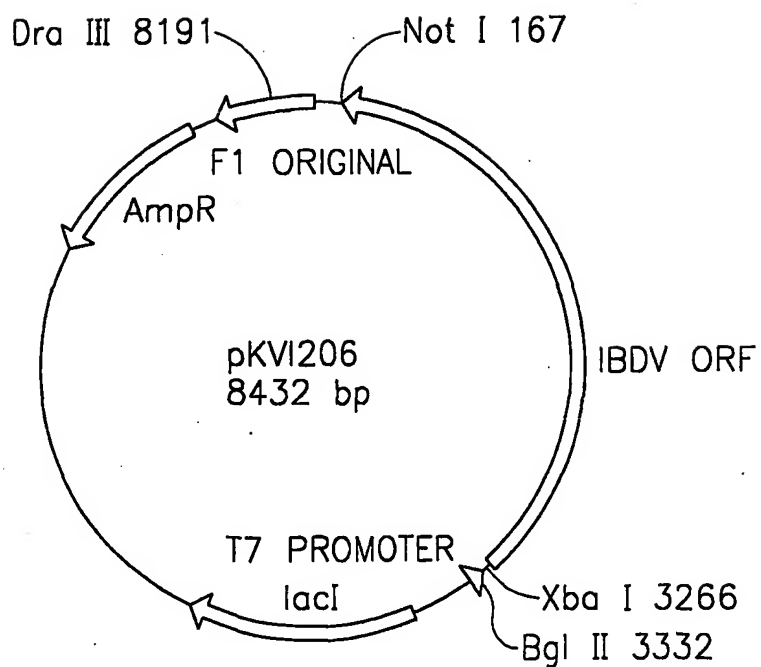 Dra III 8191
Not I 167
F1 ORIGINAL
AmpR
pKVI206
8432 bp
IBDV ORF
T7 PROMOTER
lacI
Xba I 3266
Bgl II 3332